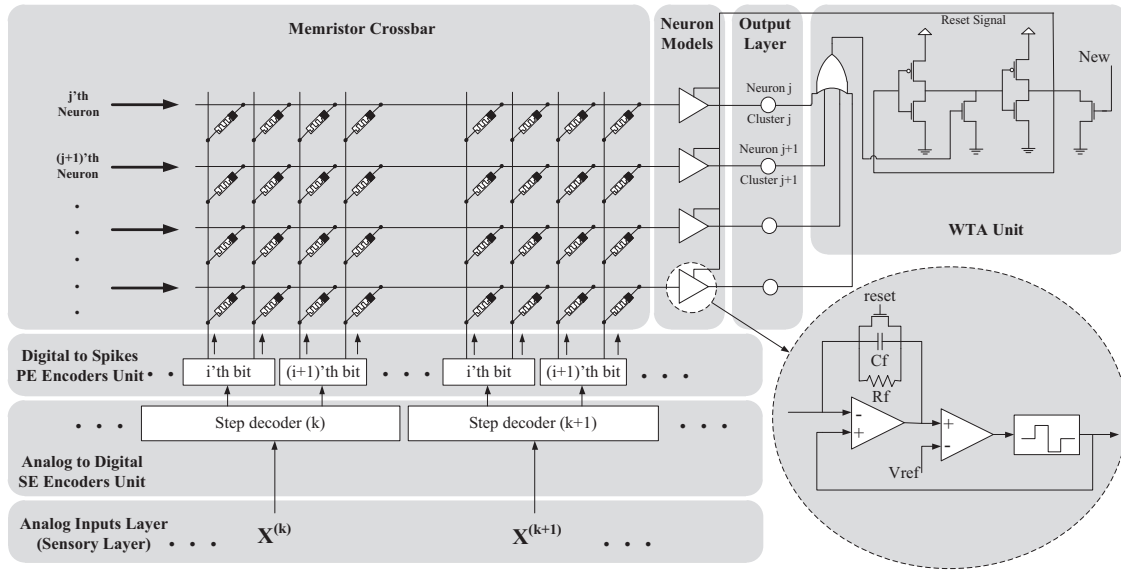 Memristor Crossbar
Neuron
Models
Output
Layer
Reset Signal
New
j'th
Neuron
(j+1)'th
Neuron
Neuron j
Cluster j
Neuron j+1
Cluster j+1
WTA Unit
Digital to Spikes
PE Encoders Unit
i'th bit
(i+1)'th bit
i'th bit
(i+1)'th bit
Step decoder (k)
Step decoder (k+1)
Analog to Digital
SE Encoders Unit
Analog Inputs Layer
(Sensory Layer)
X(k)
X(k+1)
reset
Cf
Rf
-
+
+
-
Vref